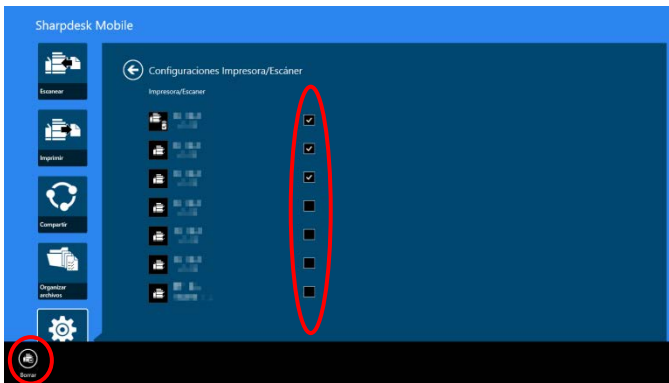 Sharpdesk Mobile
Escanear
Imprimir
Compartir
Organizar
archivos
Configuraciones Impresora/Escáner
Impresora/Escaner
Borrar